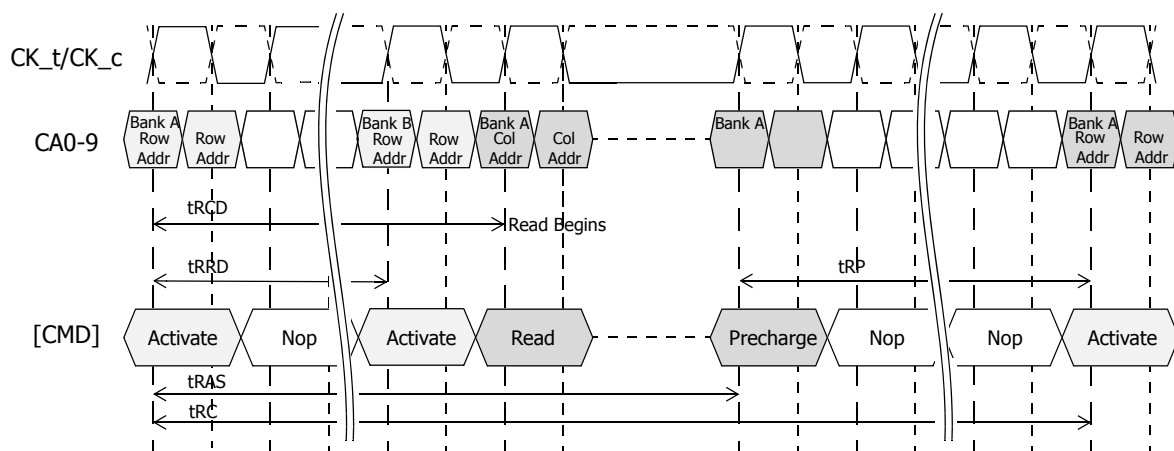 CK_t/CK_c
CA0-9
Bank A
Row
Addr
Row
Addr
Bank B
Row
Addr
Row
Addr
Bank A
Col
Addr
Col
Addr
Bank A
Bank A
Row
Addr
Row
Addr
tRCD
Read Begins
tRRD
tRP
[CMD]
Activate
Nop
Activate
Read
Precharge
Nop
Nop
Activate
tRAS
tRC